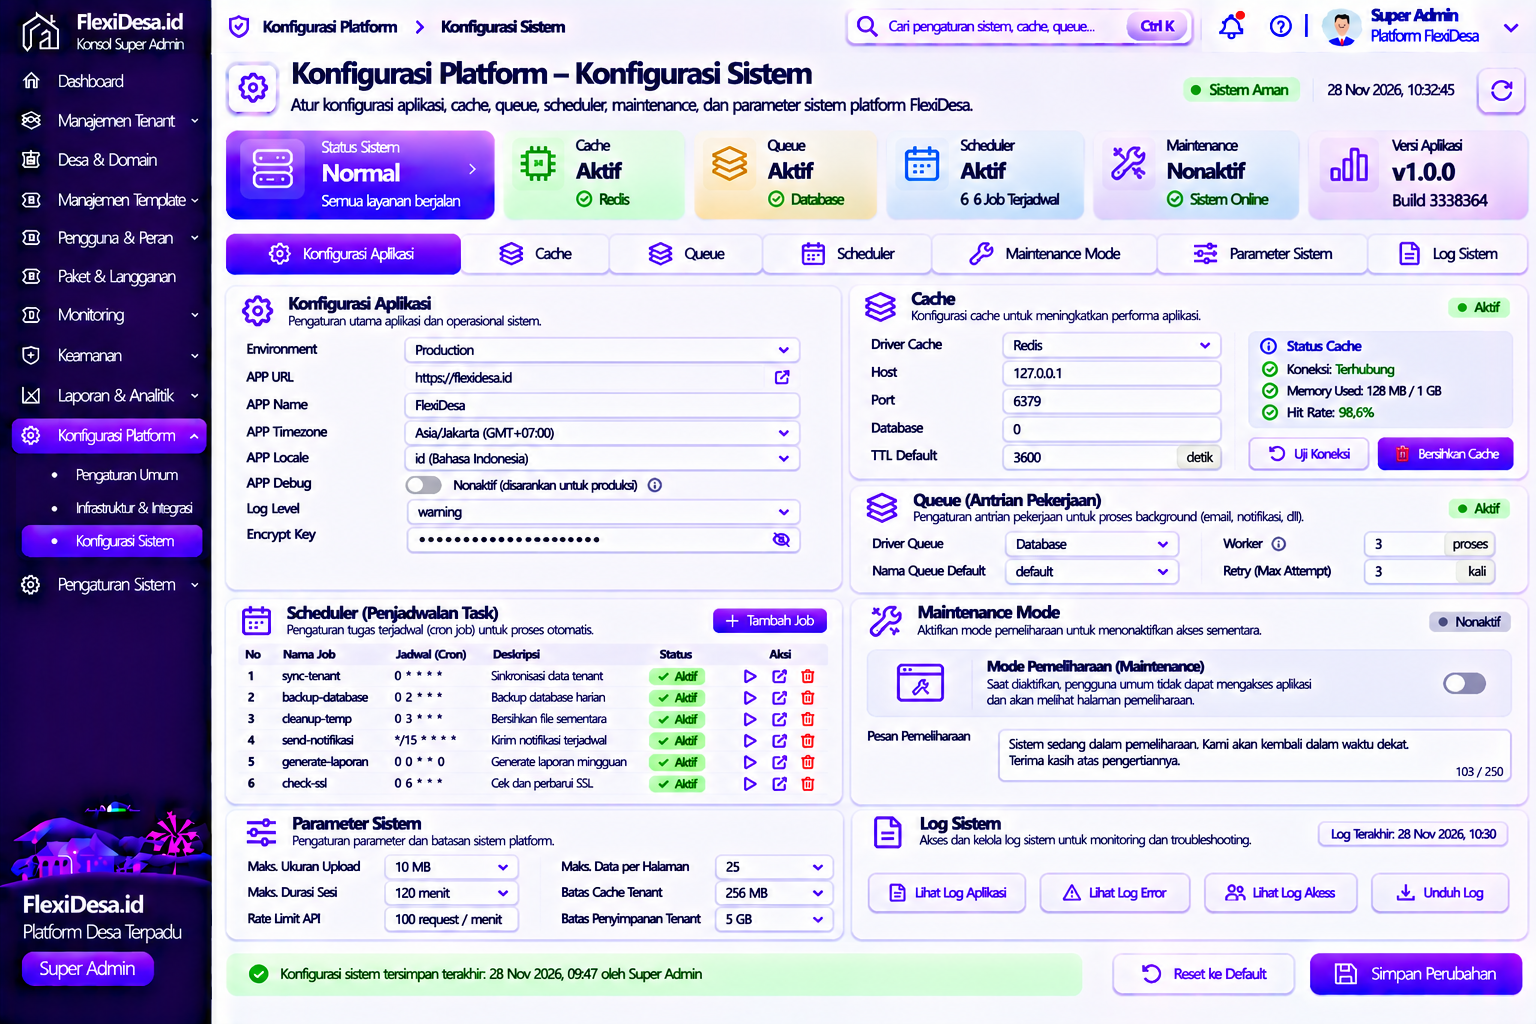 FlexiDesa.id
Konsol Super Admin
Dashboard
Manajemen Tenant
Desa & Domain
Manajemen Template
Pengguna & Peran
Paket & Langganan
Monitoring
Keamanan
Laporan & Analitik
Konfigurasi Platform
Pengaturan Umum
Infrastruktur & Integrasi
Konfigurasi Sistem
Pengaturan Sistem
FlexiDesa.id
Platform Desa Terpadu
Super Admin
Konfigurasi Platform > Konfigurasi Sistem
Cari pengaturan sistem, cache, queue... Ctrl K
Super Admin
Platform FlexiDesa
Konfigurasi Platform – Konfigurasi Sistem
Atur konfigurasi aplikasi, cache, queue, scheduler, maintenance, dan parameter sistem platform FlexiDesa.
Sistem Aman
28 Nov 2026, 10:32:45
Status Sistem
Normal
Semua layanan berjalan
Cache
Aktif
Redis
Queue
Aktif
Database
Scheduler
Aktif
6 6 Job Terjadwal
Maintenance
Nonaktif
Sistem Online
Versi Aplikasi
v1.0.0
Build 3338364
Konfigurasi Aplikasi
Cache
Queue
Scheduler
Maintenance Mode
Parameter Sistem
Log Sistem
Konfigurasi Aplikasi
Pengaturan utama aplikasi dan operasional sistem.
Environment Production
APP URL https://flexidesa.id
APP Name FlexiDesa
APP Timezone Asia/Jakarta (GMT+07:00)
APP Locale id (Bahasa Indonesia)
APP Debug Nonaktif (disarankan untuk produksi)
Log Level warning
Encrypt Key •••••••••••••••••••••
Cache
Konfigurasi cache untuk meningkatkan performa aplikasi.
Aktif
Driver Cache Redis
Host 127.0.0.1
Port 6379
Database 0
TTL Default 3600 detik
Status Cache
Koneksi: Terhubung
Memory Used: 128 MB / 1 GB
Hit Rate: 98,6%
Uji Koneksi
Bersihkan Cache
Queue (Antrian Pekerjaan)
Pengaturan antrian pekerjaan untuk proses background (email, notifikasi, dll).
Aktif
Driver Queue Database
Worker 3 proses
Nama Queue Default default
Retry (Max Attempt) 3 kali
Scheduler (Penjadwalan Task)
Pengaturan tugas terjadwal (cron job) untuk proses otomatis.
+ Tambah Job
No Nama Job Jadwal (Cron) Deskripsi Status Aksi
1 sync-tenant 0 * * * * Sinkronisasi data tenant Aktif
2 backup-database 0 2 * * * Backup database harian Aktif
3 cleanup-temp 0 3 * * * Bersihkan file sementara Aktif
4 send-notifikasi */15 * * * * Kirim notifikasi terjadwal Aktif
5 generate-laporan 0 0 * * 0 Generate laporan mingguan Aktif
6 check-ssl 0 6 * * * Cek dan perbarui SSL Aktif
Maintenance Mode
Aktifkan mode pemeliharaan untuk menonaktifkan akses sementara.
Nonaktif
Mode Pemeliharaan (Maintenance)
Saat diaktifkan, pengguna umum tidak dapat mengakses aplikasi
dan akan melihat halaman pemeliharaan.
Pesan Pemeliharaan
Sistem sedang dalam pemeliharaan. Kami akan kembali dalam waktu dekat.
Terima kasih atas pengertiannya.
103 / 250
Parameter Sistem
Pengaturan parameter dan batasan sistem platform.
Maks. Ukuran Upload 10 MB
Maks. Data per Halaman 25
Maks. Durasi Sesi 120 menit
Batas Cache Tenant 256 MB
Rate Limit API 100 request / menit
Batas Penyimpanan Tenant 5 GB
Log Sistem
Akses dan kelola log sistem untuk monitoring dan troubleshooting.
Log Terakhir: 28 Nov 2026, 10:30
Lihat Log Aplikasi
Lihat Log Error
Lihat Log Akess
Unduh Log
Konfigurasi sistem tersimpan terakhir: 28 Nov 2026, 09:47 oleh Super Admin
Reset ke Default
Simpan Perubahan